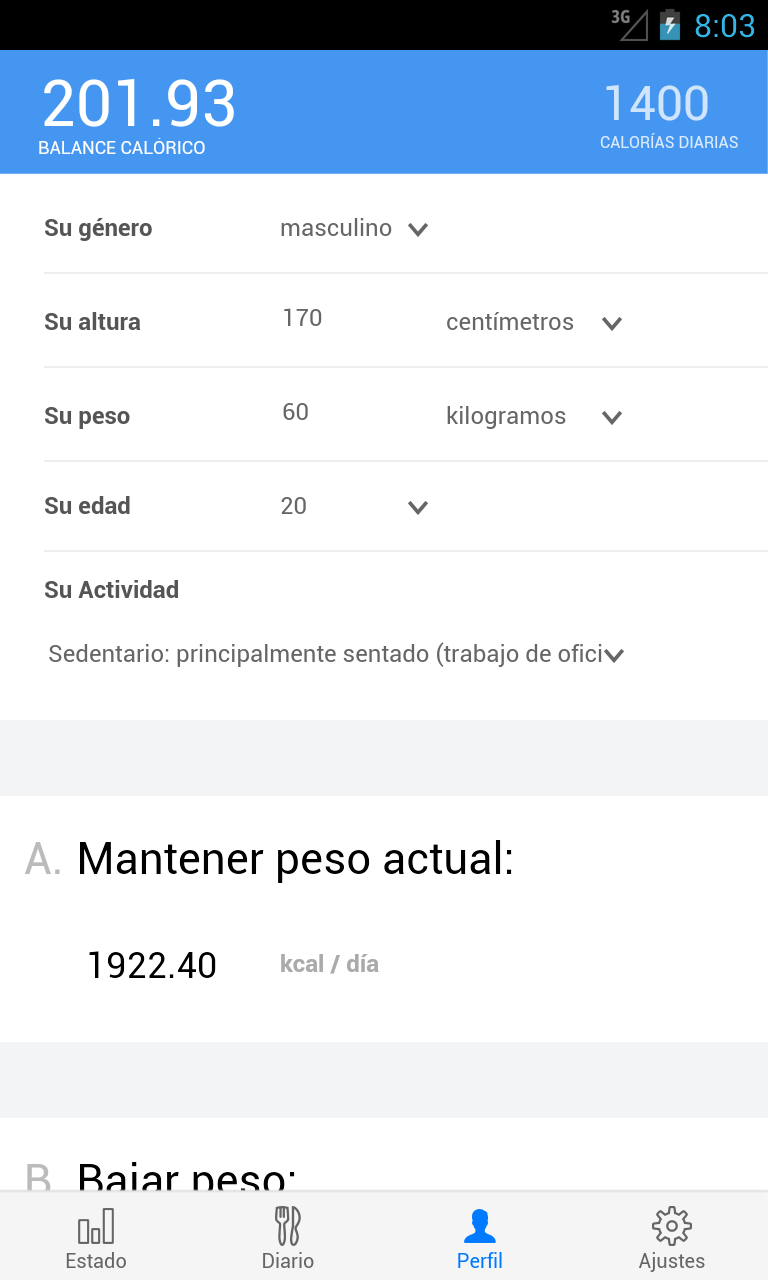 3G 8:03
201.93 1400
BALANCE CALÓRICO CALORÍAS DIARIAS
Su género masculino
Su altura 170 centímetros
Su peso 60 kilogramos
Su edad 20
Su Actividad
Sedentario: principalmente sentado (trabajo de ofici
A. Mantener peso actual:
1922.40 kcal / día
B. Bajar peso:
Estado Diario Perfil Ajustes